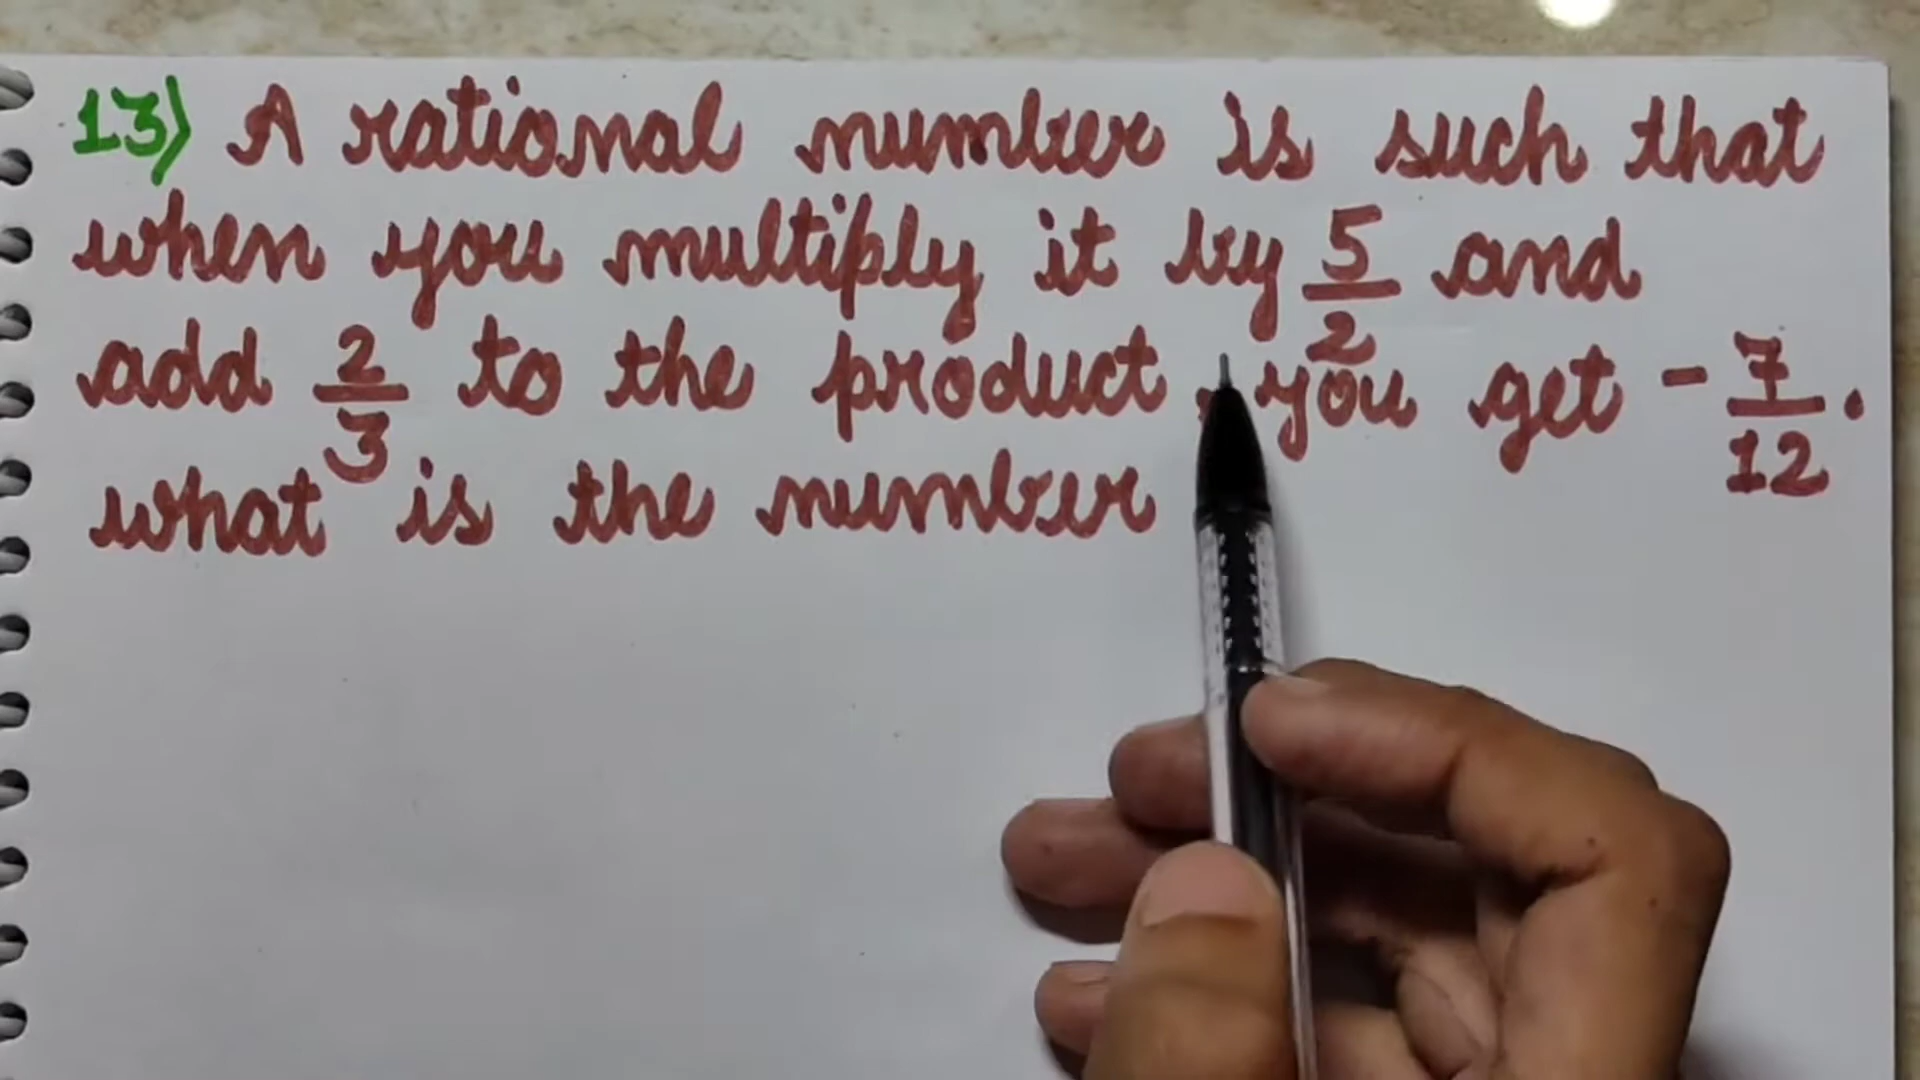 13) A rational number is such that
when you multiply it by 5/2 and
add 2/3 to the product, you get - 7/12.
what is the number